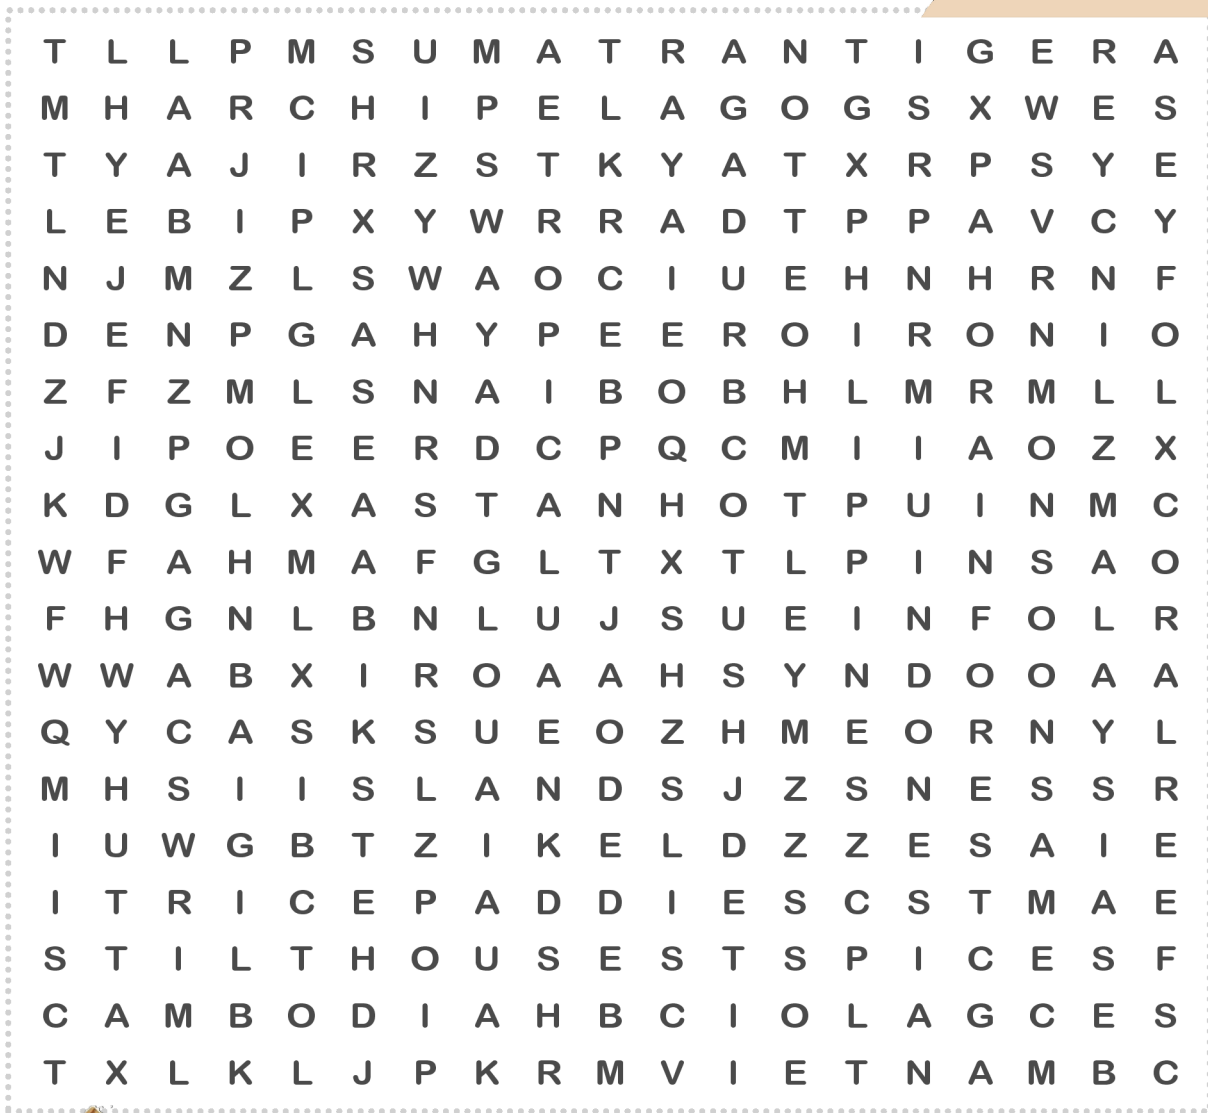 T L L P M S U M A T R A N T I G E R A
M H A R C H I P E L A G O G S X W E S
T Y A J I R Z S T K Y A T X R P S Y E
L E B I P X Y W R R A D T P P A V C Y
N J M Z L S W A O C I U E H N H R N F
D E N P G A H Y P E E R O I R O N I O
Z F Z M L S N A I B O B H L M R M L L
J I P O E E R D C P Q C M I I A O Z X
K D G L X A S T A N H O T P U I N M C
W F A H M A F G L T X T L P I N S A O
F H G N L B N L U J S U E I N F O L R
W W A B X I R O A A H S Y N D O O A A
Q Y C A S K S U E O Z H M E O R N Y L
M H S I I S L A N D S J Z S N E S S R
I U W G B T Z I K E L D Z Z E S A I E
I T R I C E P A D D I E S C S T M A E
S T I L T H O U S E S T S P I C E S F
C A M B O D I A H B C I O L A G C E S
T X L K L J P K R M V I E T N A M B C